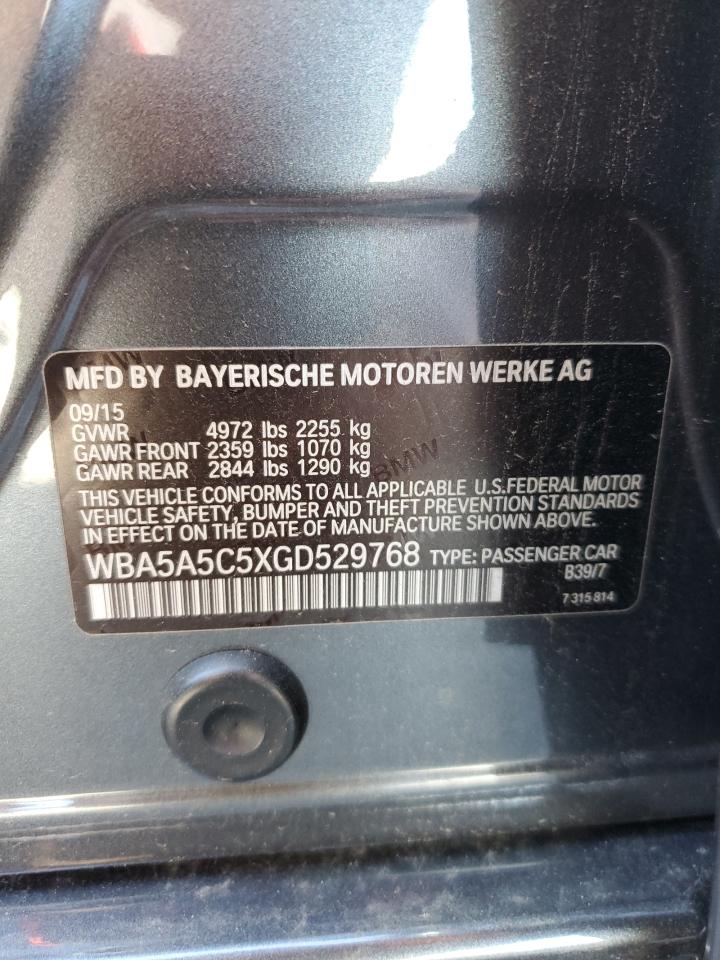 MFD BY BAYERISCHE MOTOREN WERKE AG
09/15
GVWR 4972 lbs 2255 kg
GAWR FRONT 2359 lbs 1070 kg
GAWR REAR 2844 lbs 1290 kg
THIS VEHICLE CONFORMS TO ALL APPLICABLE U.S.FEDERAL MOTOR
VEHICLE SAFETY, BUMPER AND THEFT PREVENTION STANDARDS
IN EFFECT ON THE DATE OF MANUFACTURE SHOWN ABOVE.
WBA5A5C5XGD529768 TYPE: PASSENGER CAR
B39/7
7 315 814
BMW